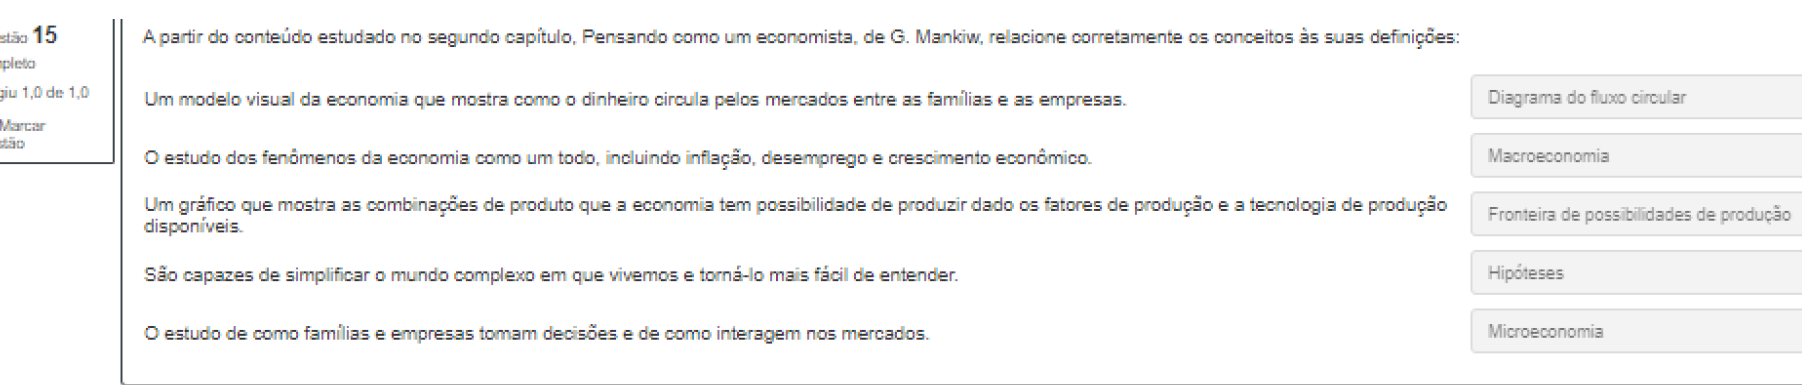 stão 15
mpleto
giu 1,0 de 1,0
Marcar
stão
A partir do conteúdo estudado no segundo capítulo, Pensando como um economista, de G. Mankiw, relacione corretamente os conceitos às suas definições:
Um modelo visual da economia que mostra como o dinheiro circula pelos mercados entre as famílias e as empresas.
Diagrama do fluxo circular
O estudo dos fenômenos da economia como um todo, incluindo inflação, desemprego e crescimento econômico.
Macroeconomia
Um gráfico que mostra as combinações de produto que a economia tem possibilidade de produzir dado os fatores de produção e a tecnologia de produção
disponíveis.
Fronteira de possibilidades de produção
São capazes de simplificar o mundo complexo em que vivemos e torná-lo mais fácil de entender.
Hipóteses
O estudo de como famílias e empresas tomam decisões e de como interagem nos mercados.
Microeconomia